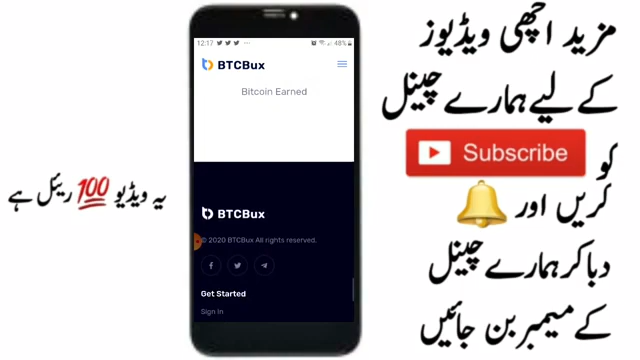 مزید اچھی ویڈیوز
کے لیے ہمارے چینل
Subscribe کو
کریں اور
دبا کر ہمارے چینل
کے میمبر بن جائیں
یہ ویڈیو 100 ریئل ہے
12:17 48%
BTCBux
Bitcoin Earned
BTCBux
© 2020 BTCBux All rights reserved.
Get Started
Sign In